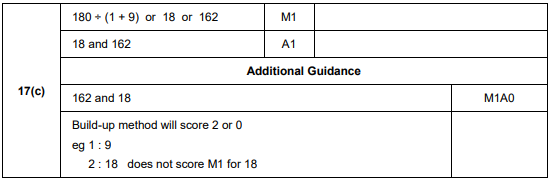 180 ÷ (1 + 9) or 18 or 162 M1
18 and 162 A1
Additional Guidance
17(c)
162 and 18 M1A0
Build-up method will score 2 or 0
eg 1 : 9
2 : 18 does not score M1 for 18